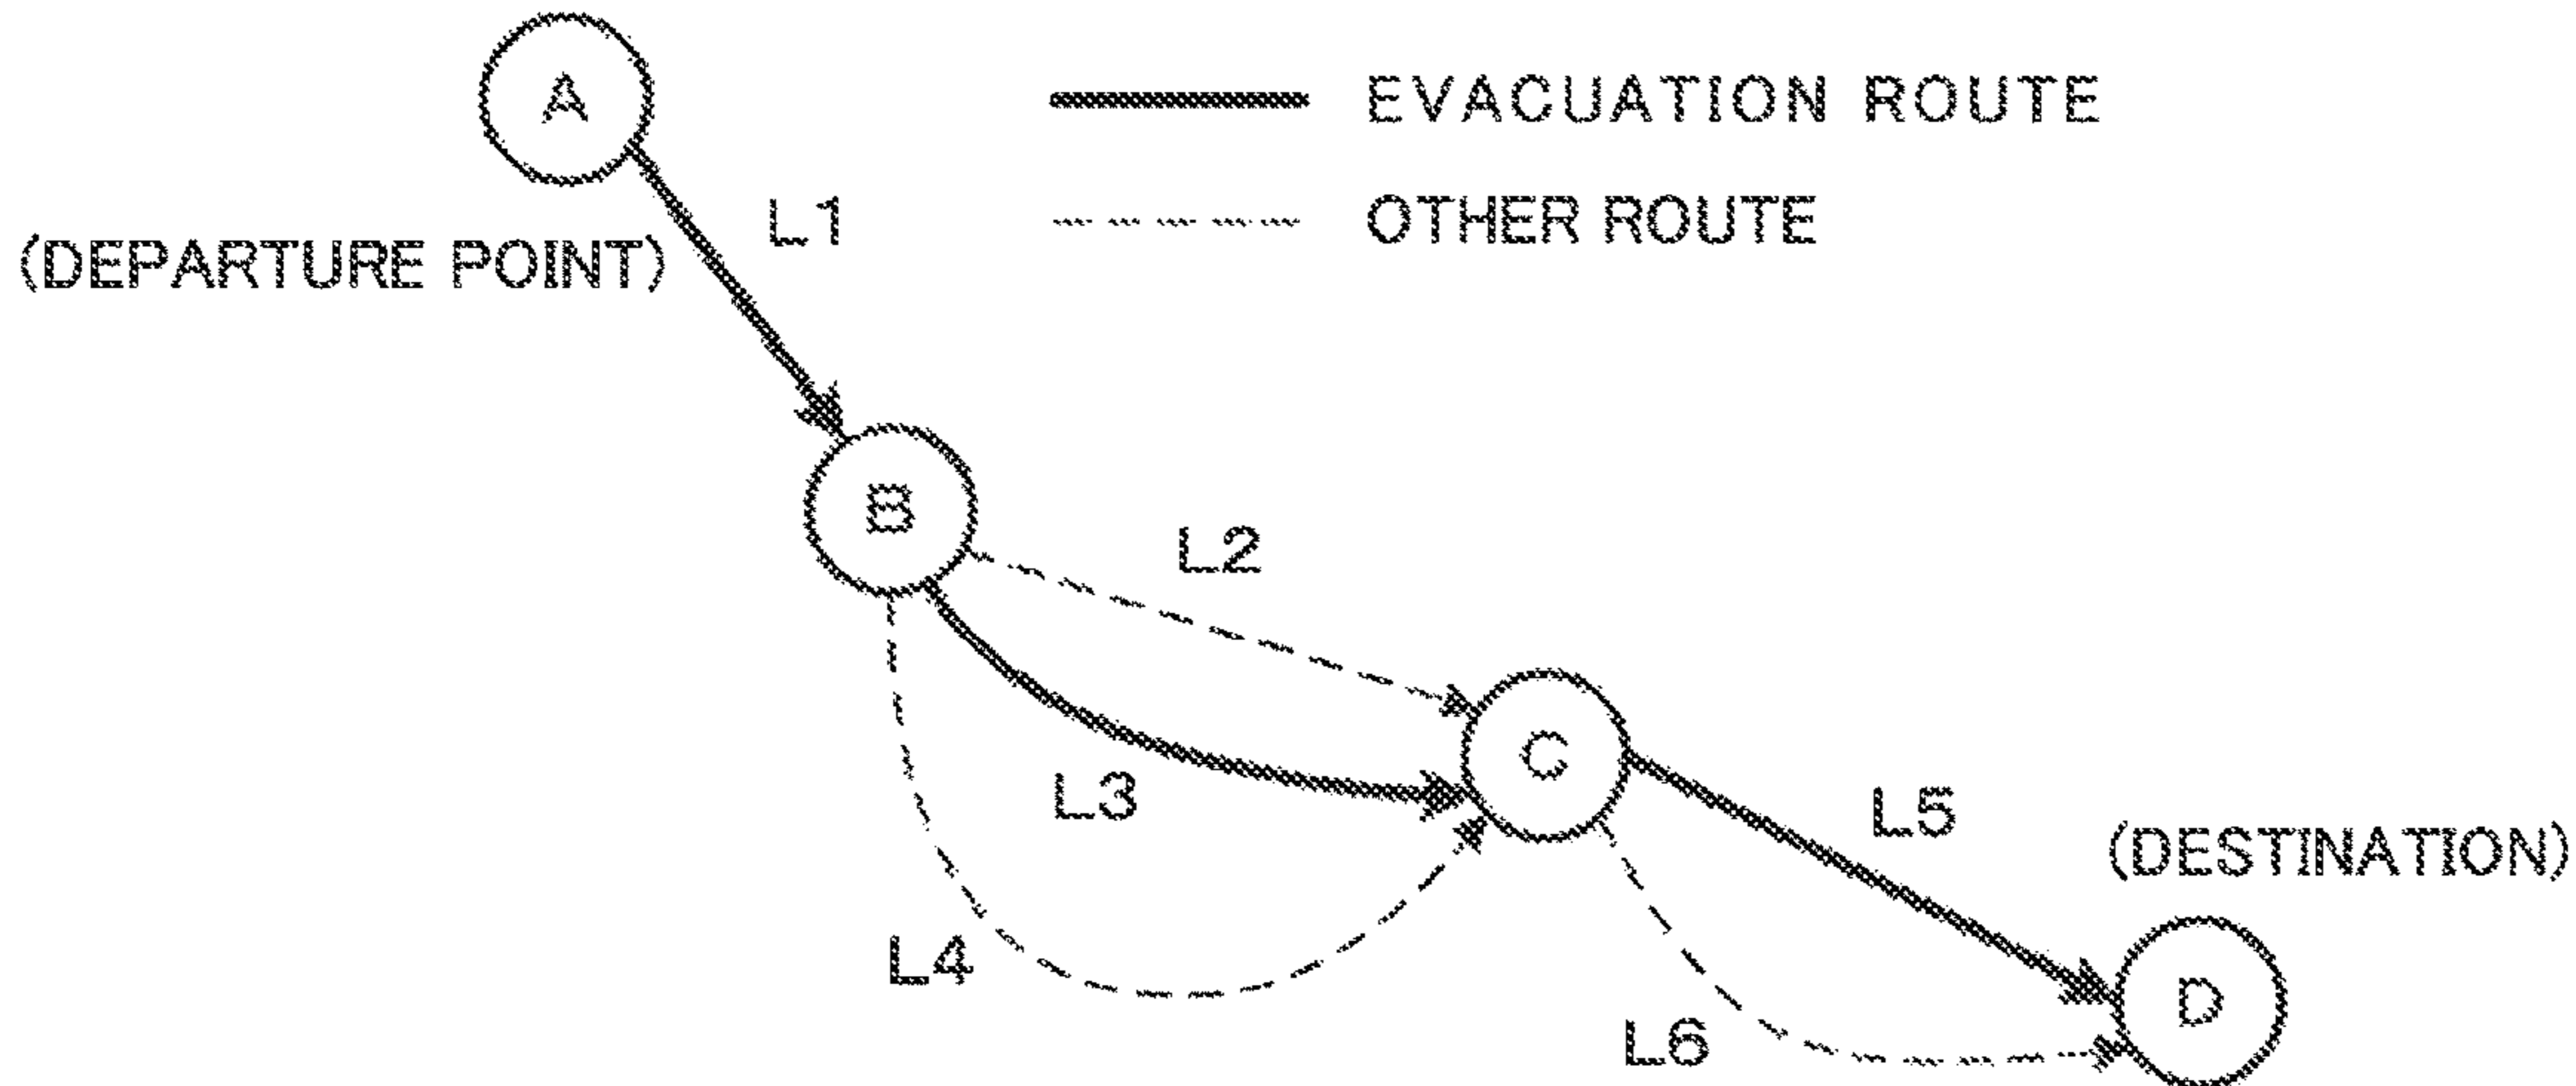 A
EVACUATION ROUTE
L1
OTHER ROUTE
(DEPARTURE POINT)
B
L2
L3
C
L5
(DESTINATION)
L4
D
L6